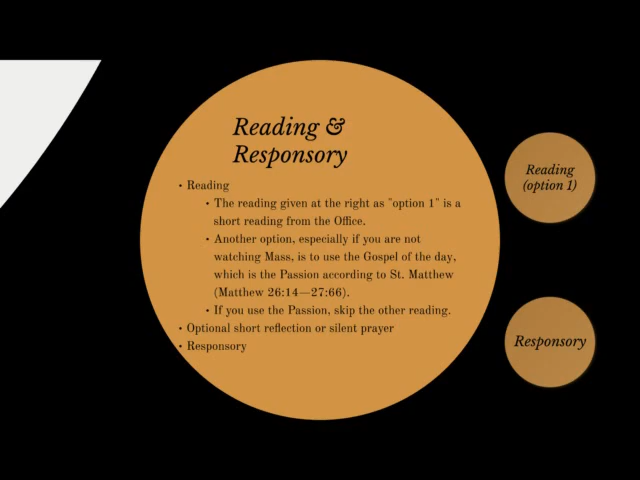 Reading &
Responsory
• Reading
• The reading given at the right as "option 1" is a
short reading from the Office.
• Another option, especially if you are not
watching Mass, is to use the Gospel of the day,
which is the Passion according to St. Matthew
(Matthew 26:14—27:66).
• If you use the Passion, skip the other reading.
• Optional short reflection or silent prayer
• Responsory
Reading
(option 1)
Responsory